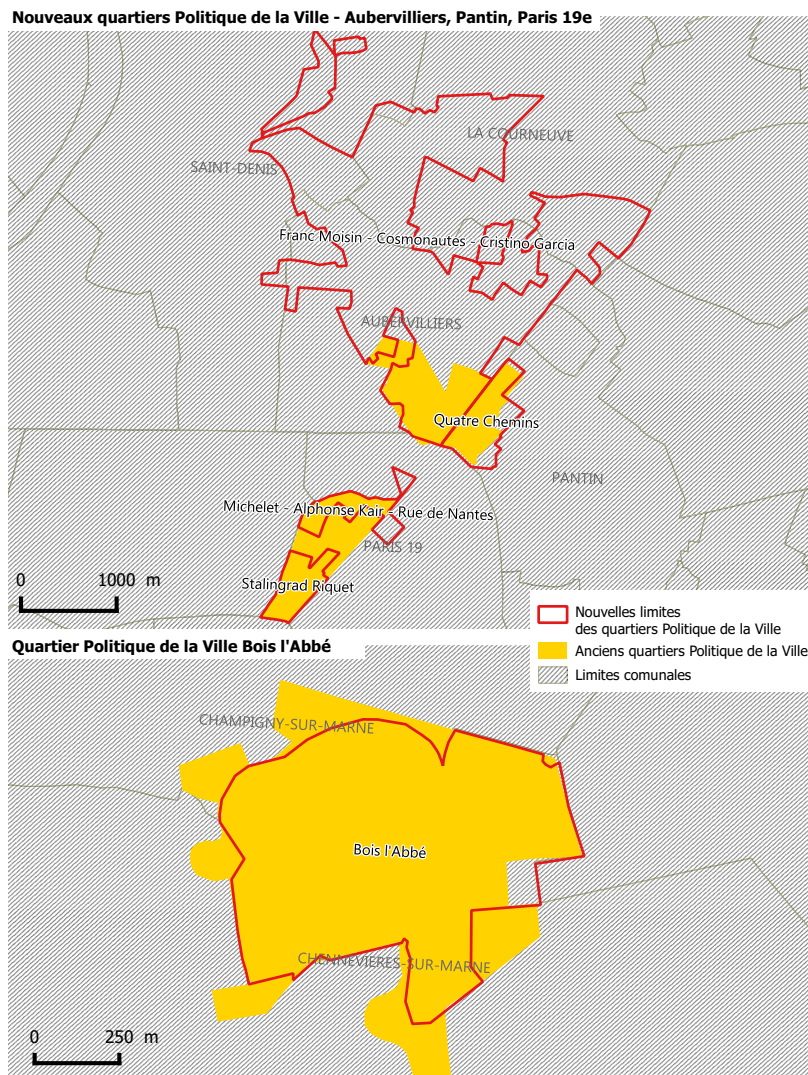 Nouveaux quartiers Politique de la Ville - Aubervilliers, Pantin, Paris 19e
LA COURNEUVE
SAINT-DENIS
Franc Moisin - Cosmonautes - Cristino Garcia
AUBERVILLIERS
Quatre Chemins
PANTIN
Michelet - Alphonse Kair - Rue de Nantes
PARIS 19
Stalingrad Riquet
0 1000 m
Nouvelles limites
des quartiers Politique de la Ville
Anciens quartiers Politique de la Ville
Limites comunales
Quartier Politique de la Ville Bois l'Abbé
CHAMPIGNY-SUR-MARNE
Bois l'Abbé
CHENNEVIÈRES-SUR-MARNE
0 250 m